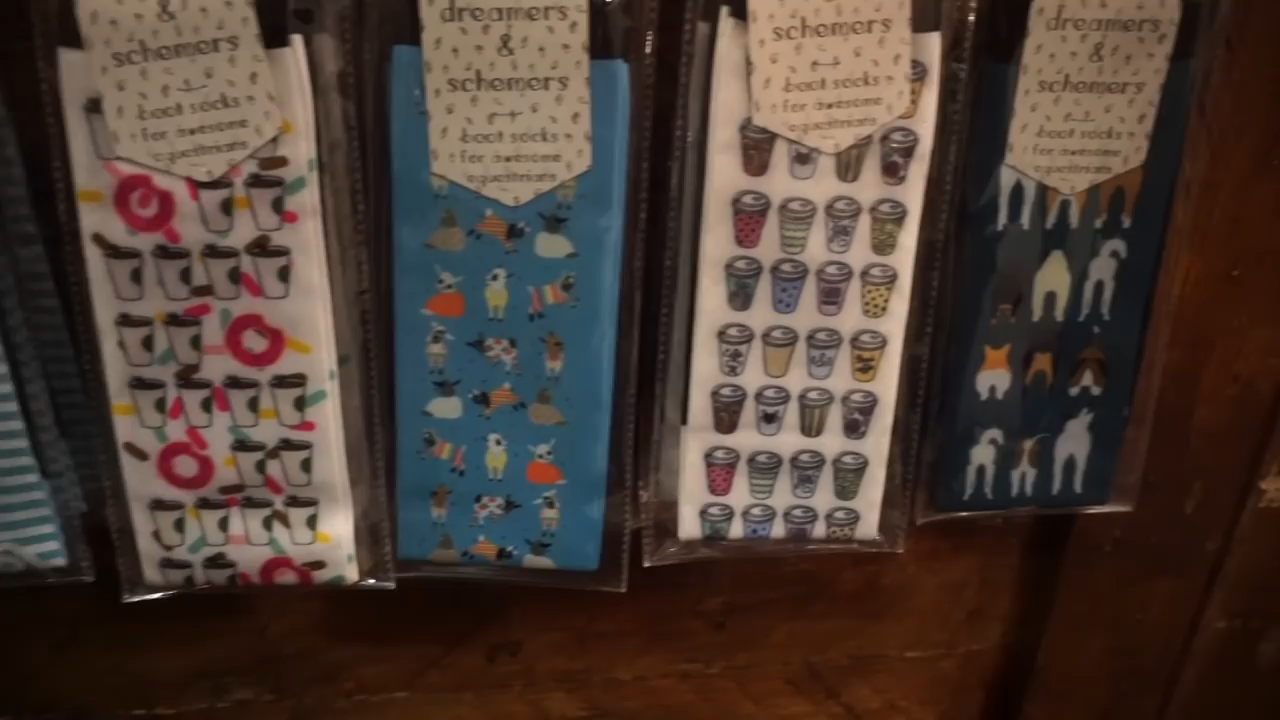 &
schemers
boot socks
for awesome
equestrians
dreamers
&
schemers
boot socks
for awesome
equestrians
schemers
boot socks
for awesome
equestrians
dreamers
&
schemers
boot socks
for awesome
equestrians